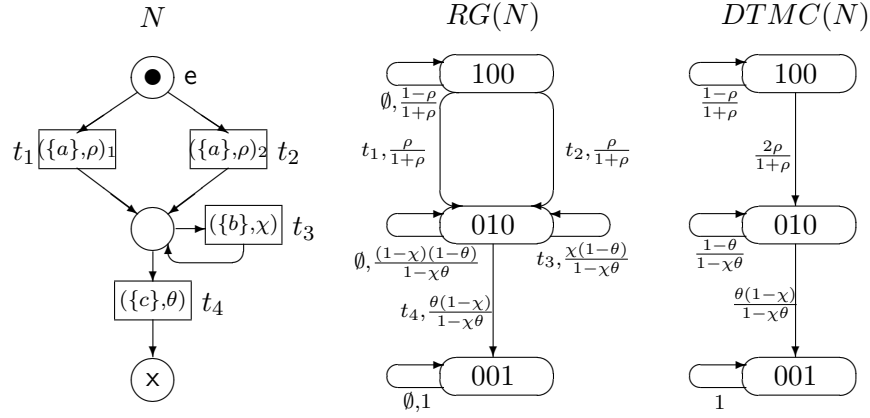 N RG(N) DTMC(N)
e 100 100
∅, (1−ρ)/(1+ρ) (1−ρ)/(1+ρ)
t₁ ({a},ρ)₁ ({a},ρ)₂ t₂ t₁, ρ/(1+ρ) t₂, ρ/(1+ρ) 2ρ/(1+ρ)
({b},χ) t₃ 010 010
∅, (1−χ)(1−θ)/(1−χθ) t₃, χ(1−θ)/(1−χθ) (1−θ)/(1−χθ)
({c},θ) t₄ t₄, θ(1−χ)/(1−χθ) θ(1−χ)/(1−χθ)
x 001 001
∅,1 1